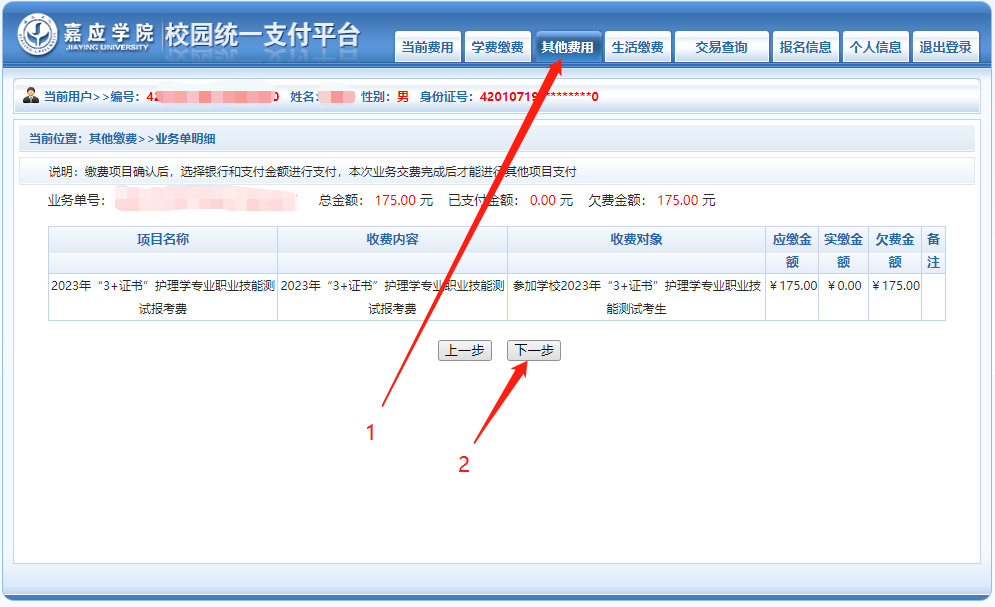 嘉应学院
JIAYING UNIVERSITY
校园统一支付平台
当前费用 学费缴费 其他费用 生活缴费 交易查询 报名信息 个人信息 退出登录
当前用户>>编号: 42 0 姓名: 性别: 男 身份证号: 42010719********0
当前位置: 其他缴费>>业务单明细
说明: 缴费项目确认后, 选择银行和支付金额进行支付, 本次业务交费完成后才能进行其他项目支付
业务单号: 总金额: 175.00 元 已支付金额: 0.00 元 欠费金额: 175.00 元
项目名称 收费内容 收费对象 应缴金额 实缴金额 欠费金额 备注
2023年“3+证书”护理学专业职业技能测试报考费 2023年“3+证书”护理学专业职业技能测试报考费 参加学校2023年“3+证书”护理学专业职业技能测试考生 ¥175.00 ¥0.00 ¥175.00
上一步 下一步
1
2